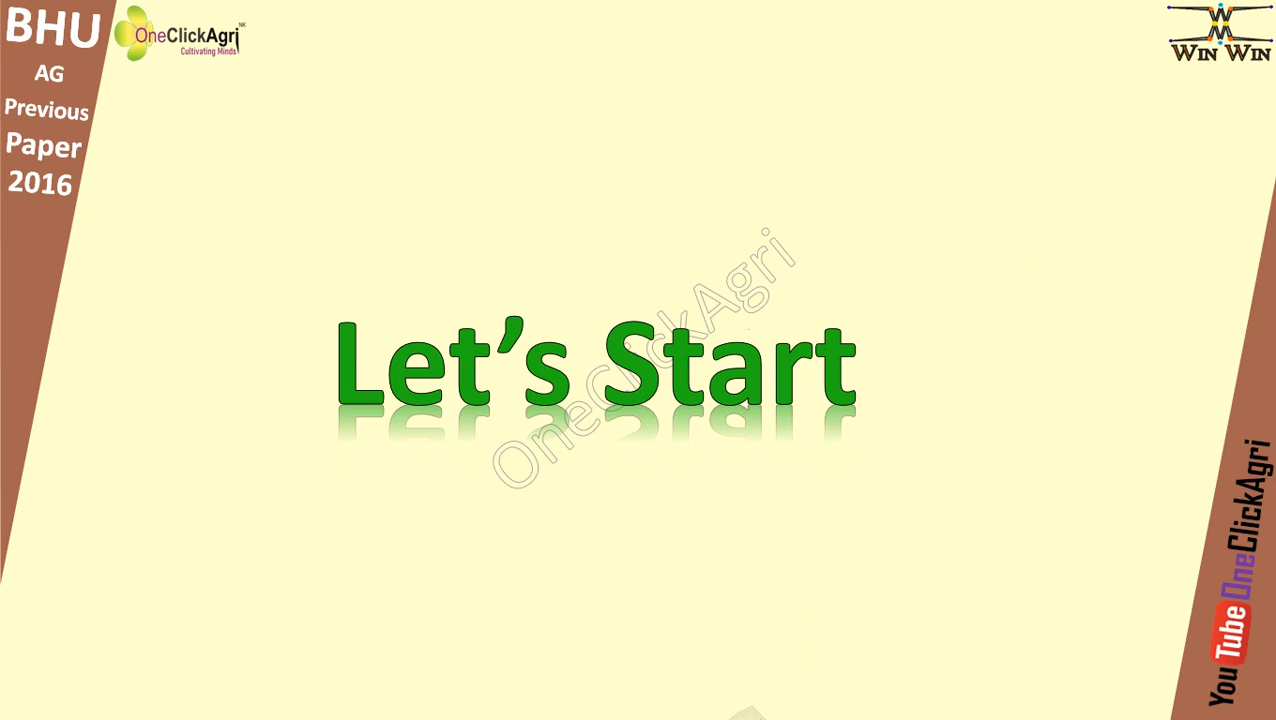 BHU
AG
Previous
Paper
2016
OneClickAgri
NK
Cultivating Minds
WIN WIN
Let's Start
OneClickAgri
YouTube OneClickAgri